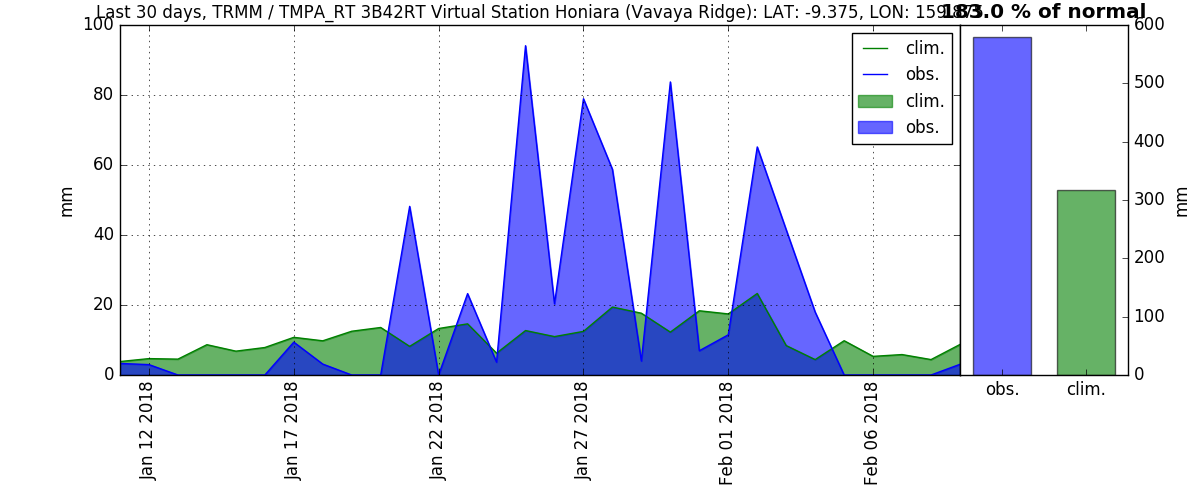 Last 30 days, TRMM / TMPA_RT 3B42RT Virtual Station Honiara (Vavaya Ridge): LAT: -9.375, LON:
183.0 % of normal
100
80
60
40
20
0
mm
clim.
obs.
clim.
obs.
600
500
400
300
200
100
0
mm
obs.
clim.
Jan 12 2018
Jan 17 2018
Jan 22 2018
Jan 27 2018
Feb 01 2018
Feb 06 2018